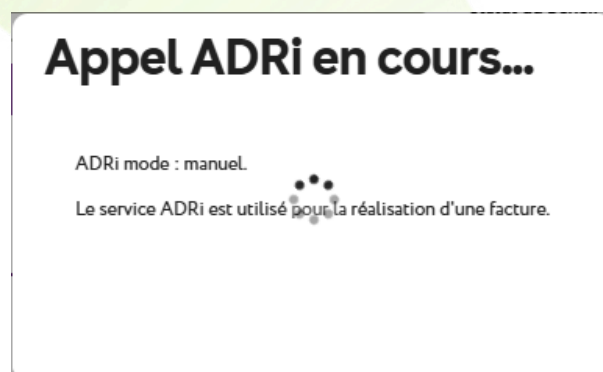 Appel ADRi en cours...
ADRi mode : manuel.
Le service ADRi est utilisé pour la réalisation d'une facture.